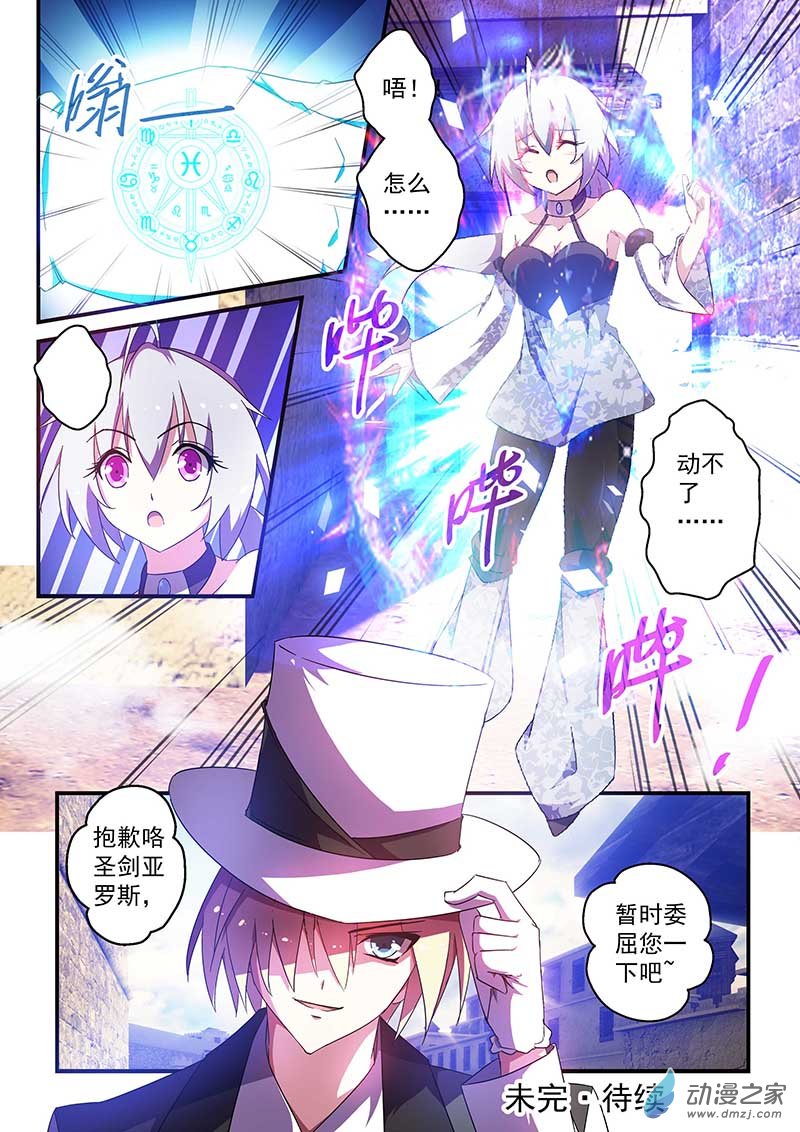 嗡一
唔！
怎么
……
哗
哗
动不
了
……
哗！
抱歉咯
圣剑亚
罗斯，
暂时委
屈您一
下吧~
未完·待续
动漫之家
www.dmzj.com